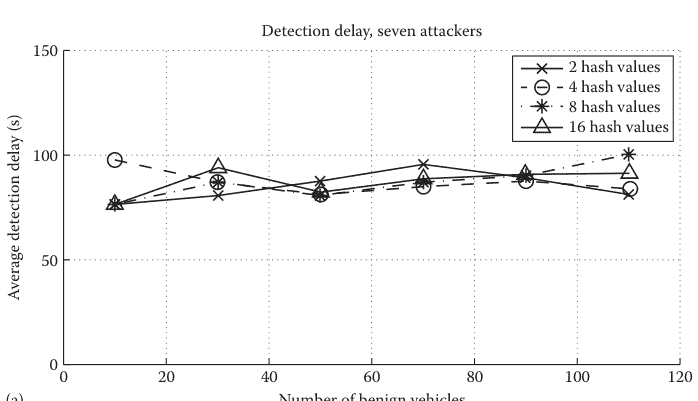 Detection delay, seven attackers
150
100
50
0
Average detection delay (s)
2 hash values
4 hash values
8 hash values
16 hash values
0 20 40 60 80 100 120
Number of benign vehicles
(a)